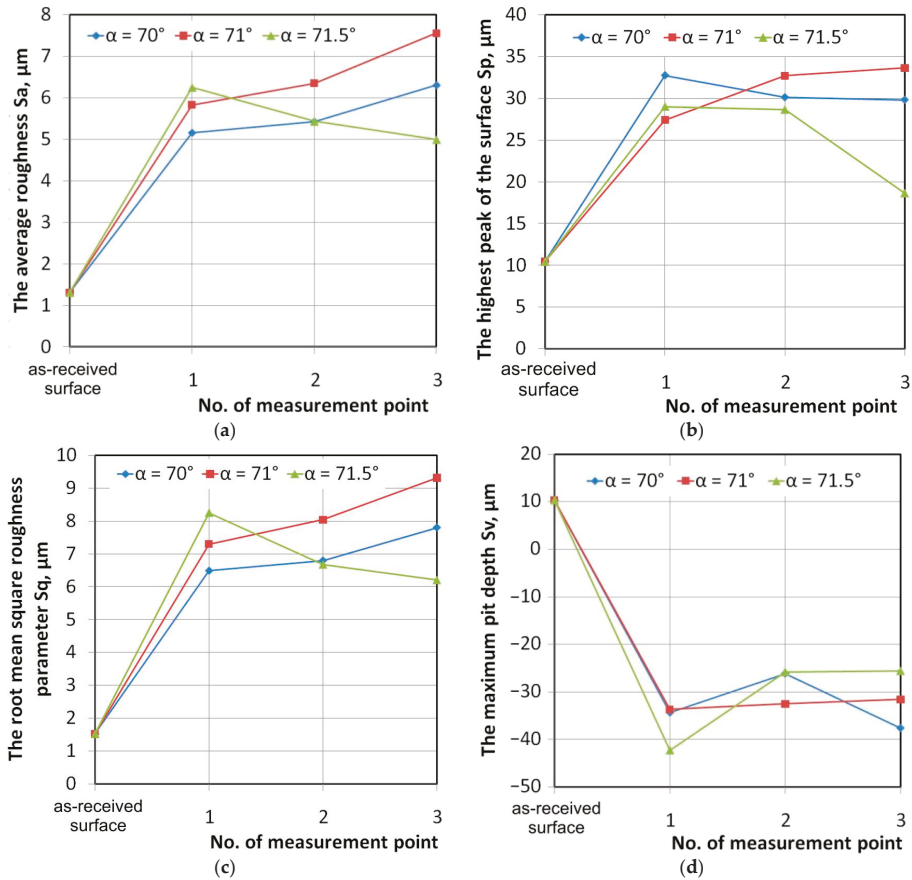 8
7
6
5
4
3
2
1
0
The average roughness Sa, μm
α = 70° α = 71° α = 71.5°
as-received
surface
1 2 3
No. of measurement point
(a)
40
35
30
25
20
15
10
5
0
The highest peak of the surface Sp, μm
α = 70° α = 71° α = 71.5°
as-received
surface
1 2 3
No. of measurement point
(b)
10
9
8
7
6
5
4
3
2
1
0
The root mean square roughness
parameter Sq, μm
α = 70° α = 71° α = 71.5°
as-received
surface
1 2 3
No. of measurement point
(c)
20
10
0
−10
−20
−30
−40
−50
The maximum pit depth Sv, μm
α = 70° α = 71° α = 71.5°
as-received
surface
1 2 3
No. of measurement point
(d)